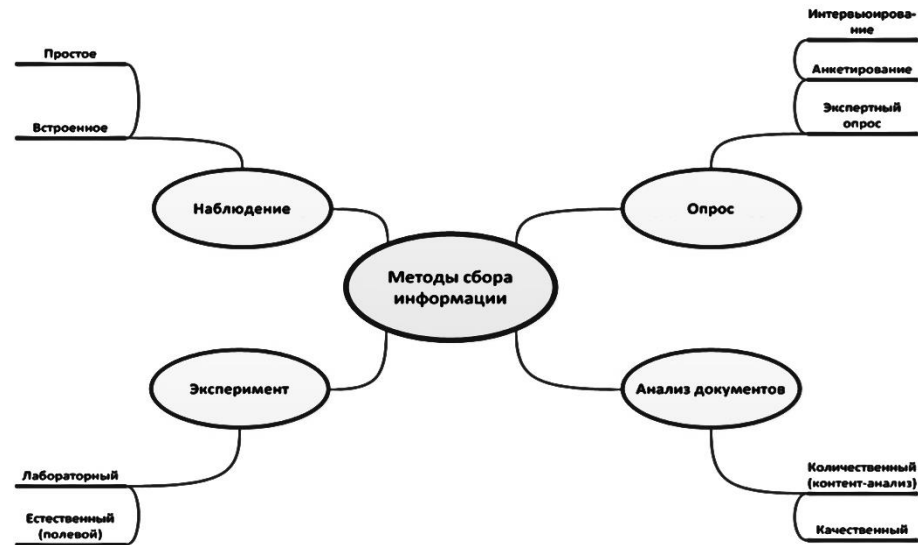 Интервьюирова-
ние
Простое
Анкетирование
Экспертный
опрос
Встроенное
Наблюдение
Опрос
Методы сбора
информации
Эксперимент
Анализ документов
Лабораторный
Количественный
(контент-анализ)
Естественный
(полевой)
Качественный